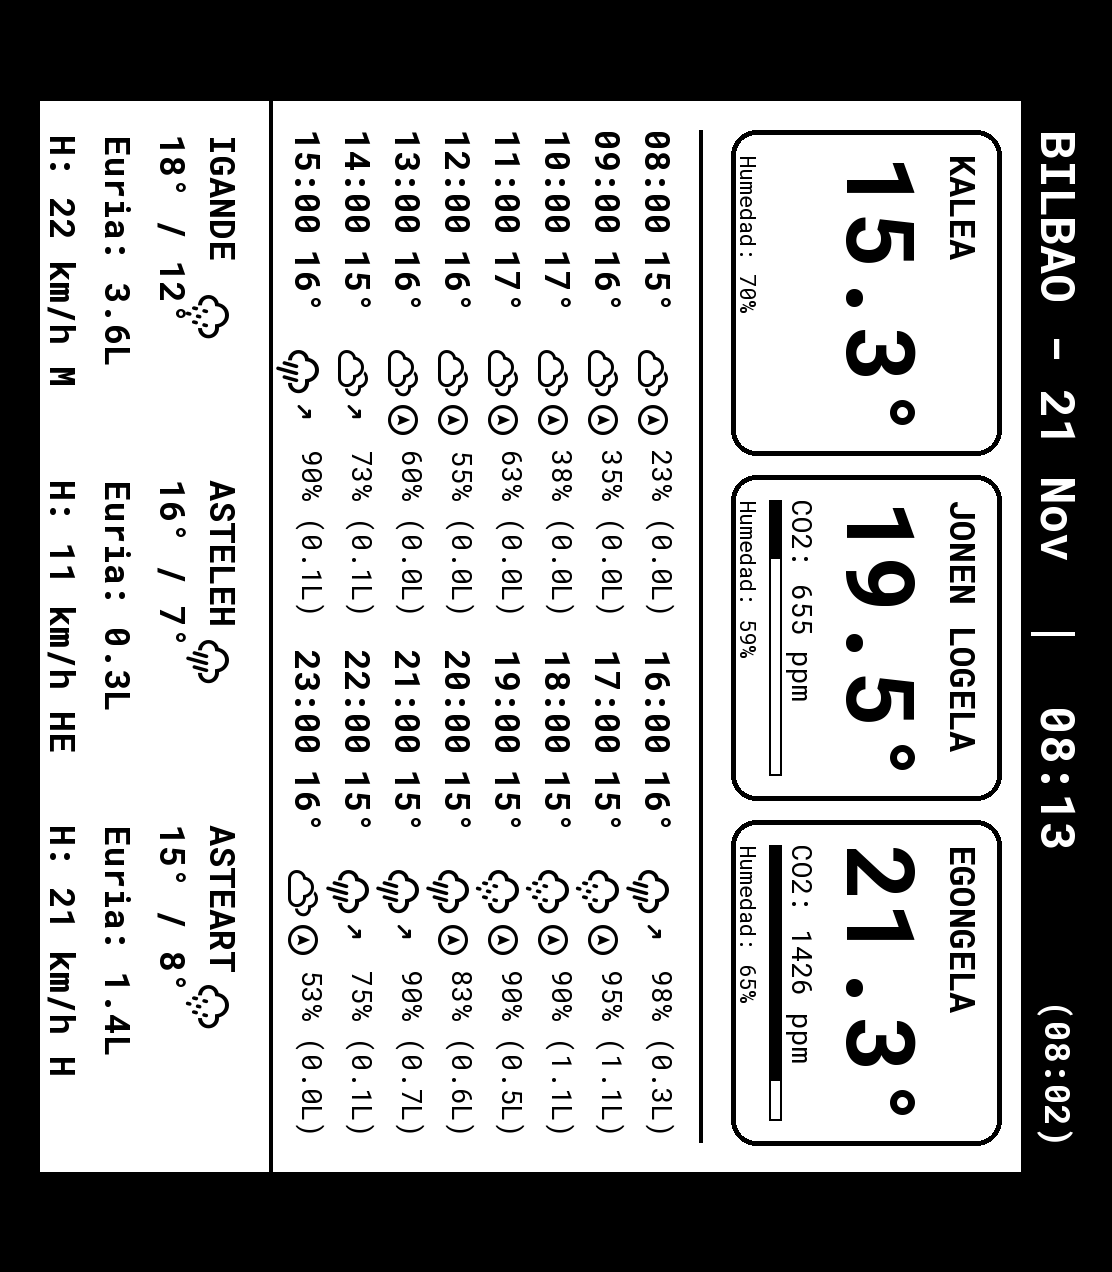 BILBAO - 21 Nov | 08:13 (08:02)
KALEA
15.3°
Humedad: 70%
JONEN LOGELA
19.5°
CO2: 655 ppm
Humedad: 59%
EGONGELA
21.3°
CO2: 1426 ppm
Humedad: 65%
08:00 15° 23% (0.0L)
09:00 16° 35% (0.0L)
10:00 17° 38% (0.0L)
11:00 17° 63% (0.0L)
12:00 16° 55% (0.0L)
13:00 16° 60% (0.0L)
14:00 15° ↗ 73% (0.1L)
15:00 16° ↗ 90% (0.1L)
16:00 16° ↗ 98% (0.3L)
17:00 15° 95% (1.1L)
18:00 15° 90% (1.1L)
19:00 15° 90% (0.5L)
20:00 15° 83% (0.6L)
21:00 15° ↗ 90% (0.7L)
22:00 15° ↗ 75% (0.1L)
23:00 16° 53% (0.0L)
IGANDE
18° / 12°
Euria: 3.6L
H: 22 km/h M
ASTELEH
16° / 7°
Euria: 0.3L
H: 11 km/h HE
ASTEART
15° / 8°
Euria: 1.4L
H: 21 km/h H